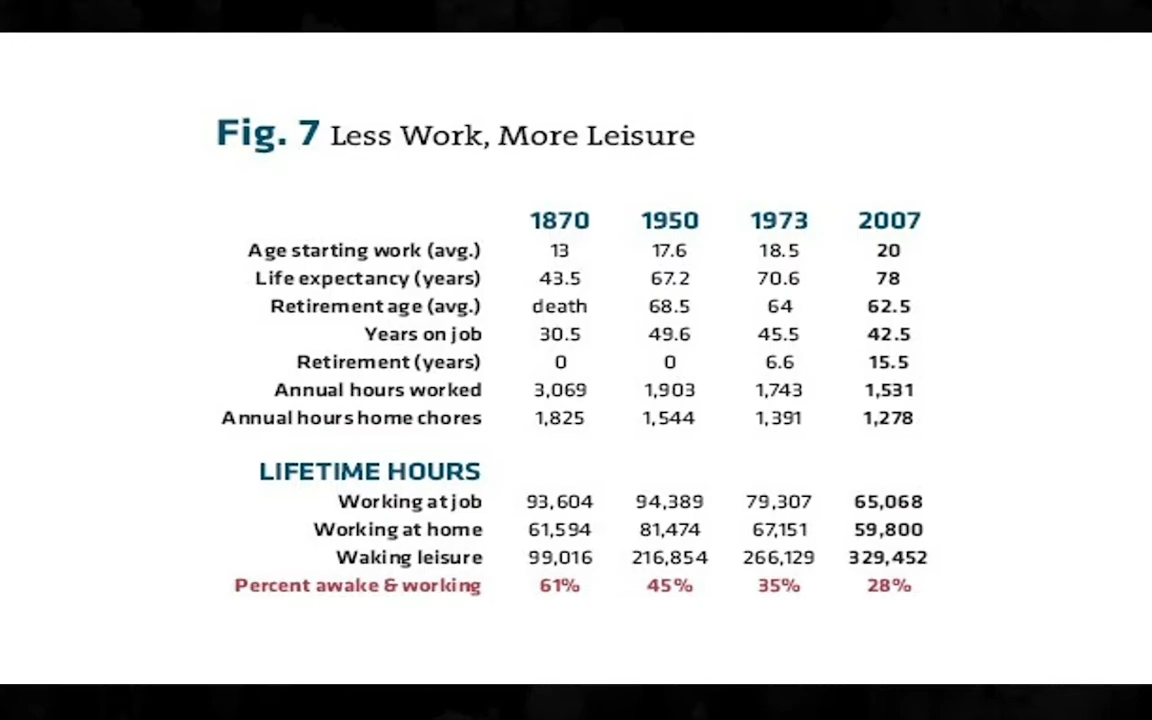 Fig. 7 Less Work, More Leisure
1870 1950 1973 2007
Age starting work (avg.) 13 17.6 18.5 20
Life expectancy (years) 43.5 67.2 70.6 78
Retirement age (avg.) death 68.5 64 62.5
Years on job 30.5 49.6 45.5 42.5
Retirement (years) 0 0 6.6 15.5
Annual hours worked 3,069 1,903 1,743 1,531
Annual hours home chores 1,825 1,544 1,391 1,278
LIFETIME HOURS
Working at job 93,604 94,389 79,307 65,068
Working at home 61,594 81,474 67,151 59,800
Waking leisure 99,016 216,854 266,129 329,452
Percent awake & working 61% 45% 35% 28%